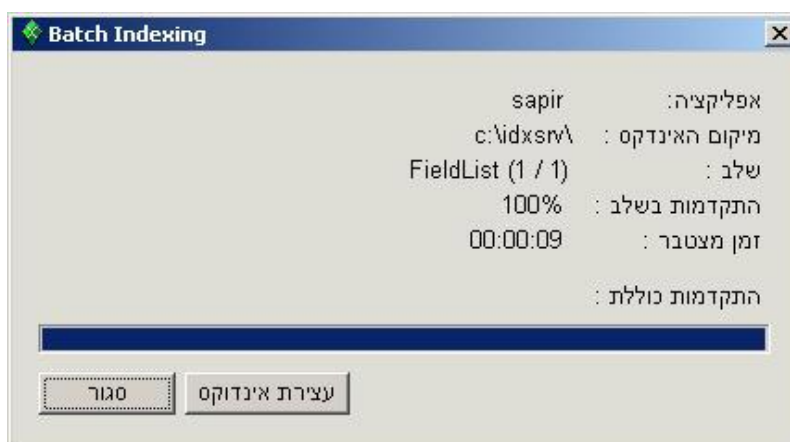 Batch Indexing
אפליקציה: sapir
מיקום האינדקס : c:\idxsrv\
שלב : FieldList (1 / 1)
התקדמות בשלב : 100%
זמן מצטבר : 00:00:09
התקדמות כוללת :
עצירת אינדוקס סגור